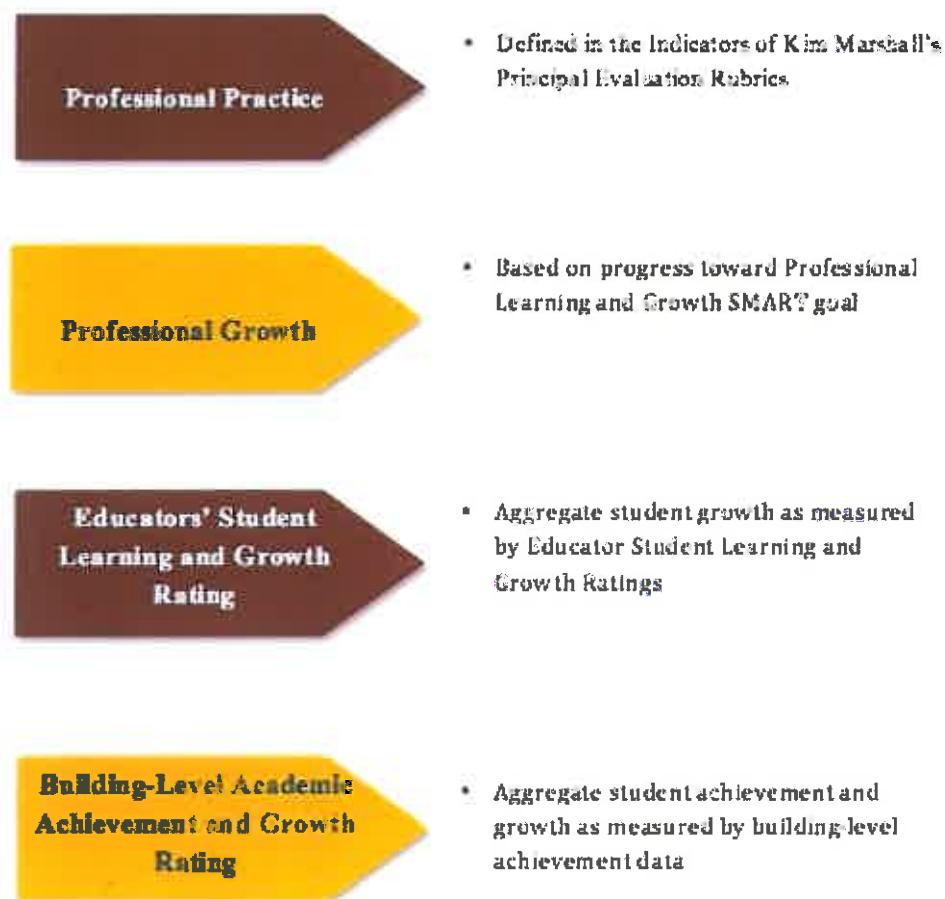 Professional Practice
• Defined in the Indicators of Kim Marshall's
Principal Evaluation Rubrics
Professional Growth
• Based on progress toward Professional
Learning and Growth SMART goal
Educators' Student
Learning and Growth
Rating
• Aggregate student growth as measured
by Educator Student Learning and
Growth Ratings
Building-Level Academic
Achievement and Growth
Rating
• Aggregate student achievement and
growth as measured by building-level
achievement data